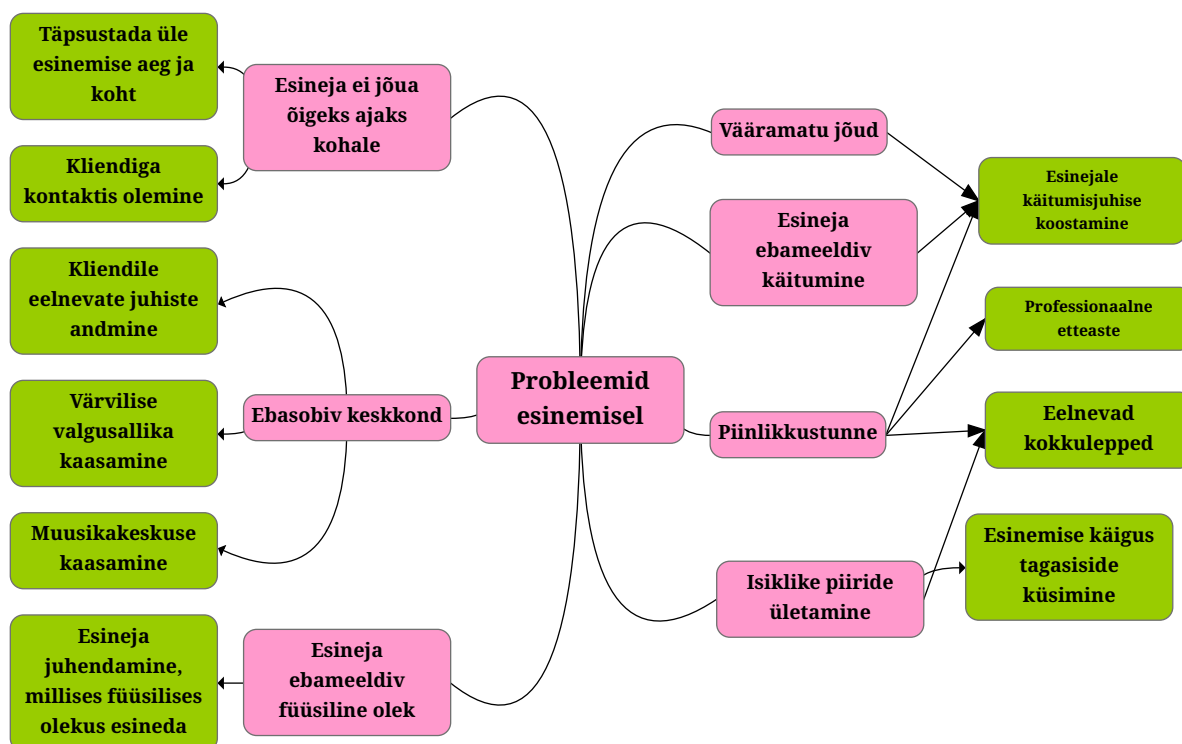 Täpsustada üle
esinemise aeg ja
koht
Kliendiga
kontaktis olemine
Kliendile
eelnevate juhiste
andmine
Värvilise
valgusallika
kaasamine
Muusikakeskuse
kaasamine
Esineja
juhendamine,
millises füüsilises
olekus esineda
Esineja ei jõua
õigeks ajaks
kohale
Ebasobiv keskkond
Esineja
ebameeldiv
füüsiline olek
Probleemid
esinemisel
Vääramatu jõud
Esineja
ebameeldiv
käitumine
Piinlikkustunne
Isiklike piiride
ületamine
Esinejale
käitumisjuhise
koostamine
Professionaalne
etteaste
Eelnevad
kokkulepped
Esinemise käigus
tagasiside
küsimine